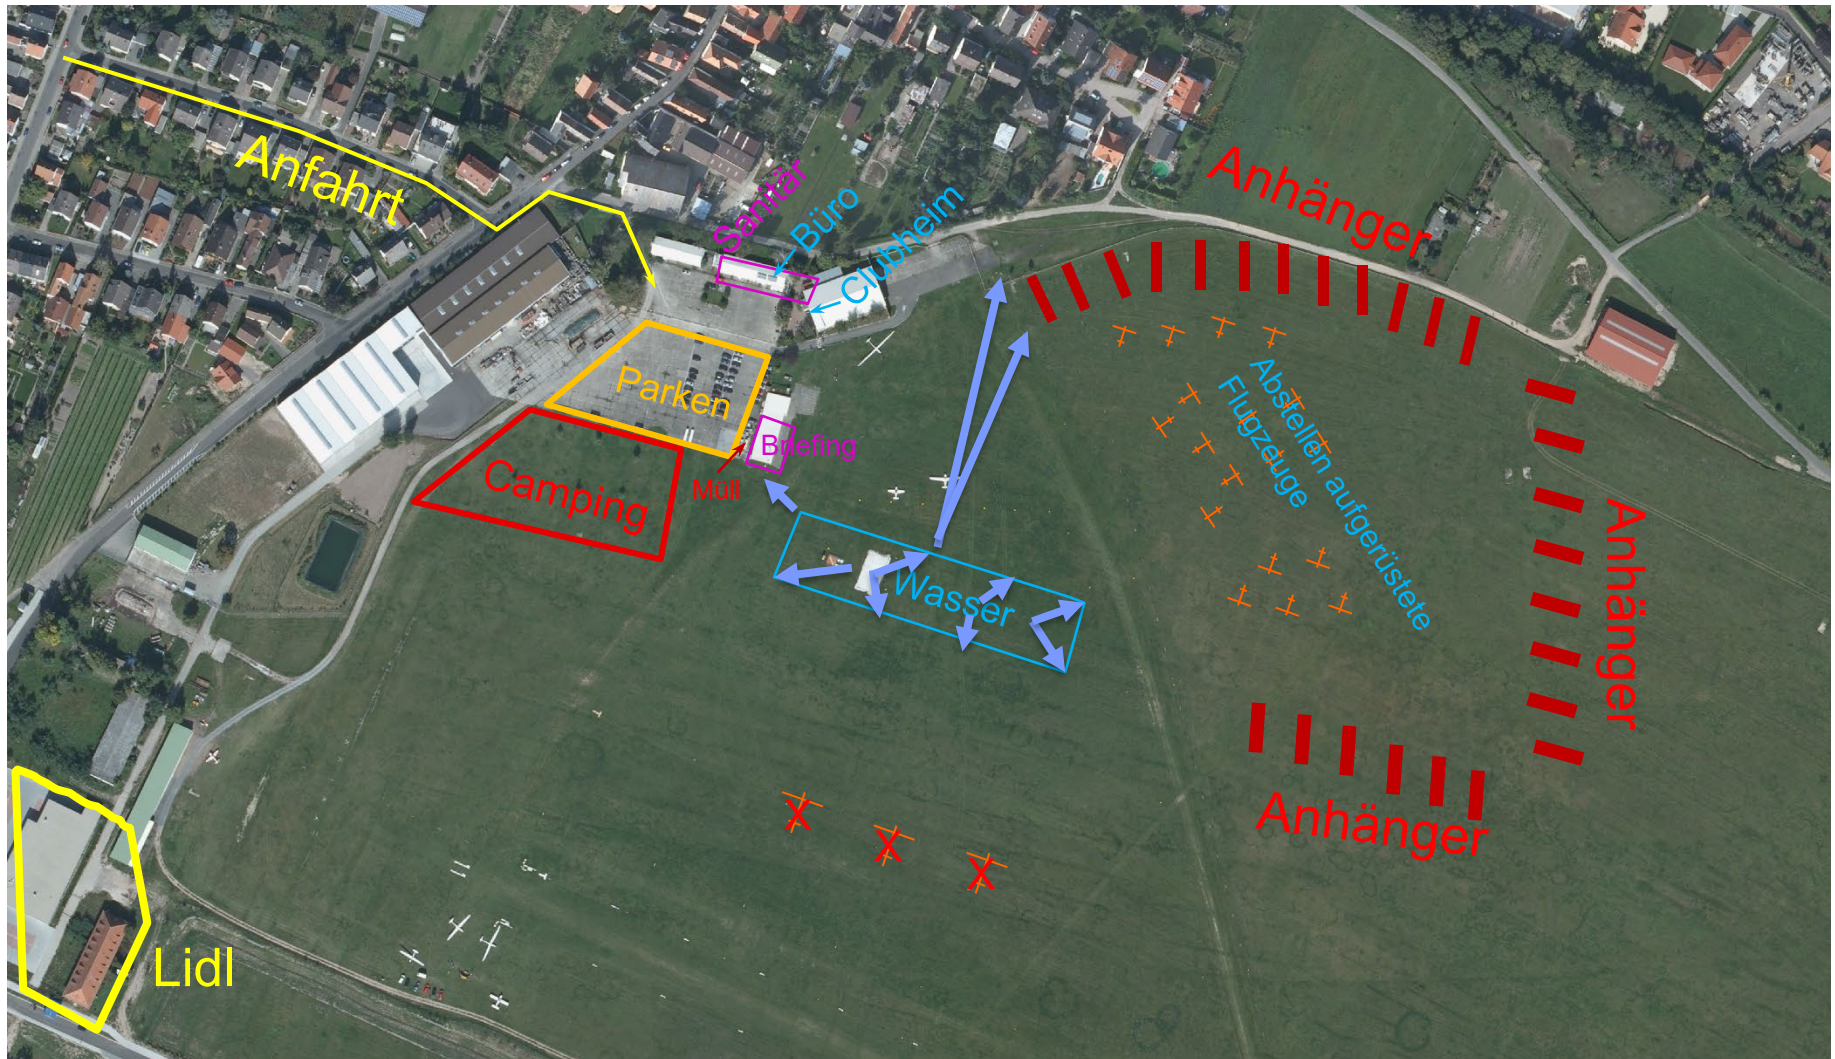 Anfahrt
Sanitär
Büro
Clubheim
Anhänger
Parken
Briefing
Müll
Camping
Abstellen aufgerüstete
Flugzeuge
Wasser
Anhänger
Anhänger
X
X
X
Lidl